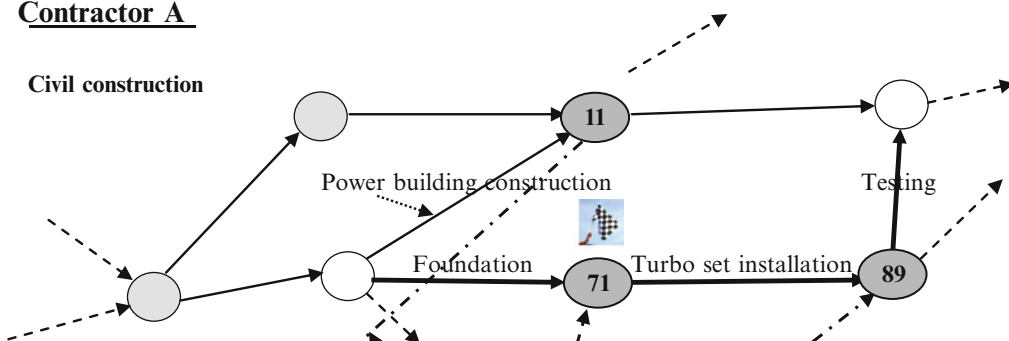 Contractor A
Civil construction
11
Power building construction
Testing
Foundation
Turbo set installation
71
89